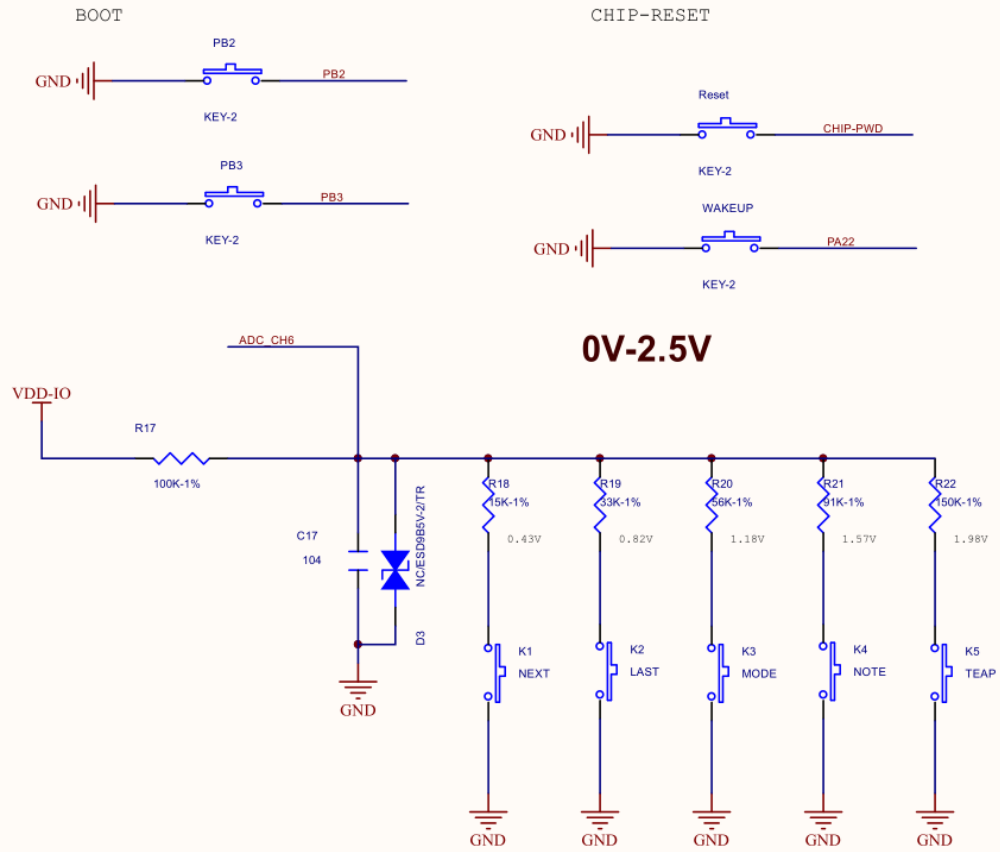 BOOT
CHIP-RESET
PB2
GND
PB2
KEY-2
Reset
GND
CHIP-PWD
KEY-2
PB3
GND
PB3
KEY-2
WAKEUP
GND
PA22
KEY-2
ADC_CH6
0V-2.5V
VDD-IO
R17
100K-1%
R18
15K-1%
0.43V
R19
33K-1%
0.82V
R20
56K-1%
1.18V
R21
91K-1%
1.57V
R22
150K-1%
1.98V
C17
104
NC/ESD9B5V-2/TR
D3
GND
K1
NEXT
K2
LAST
K3
MODE
K4
NOTE
K5
TEAP
GND
GND
GND
GND
GND